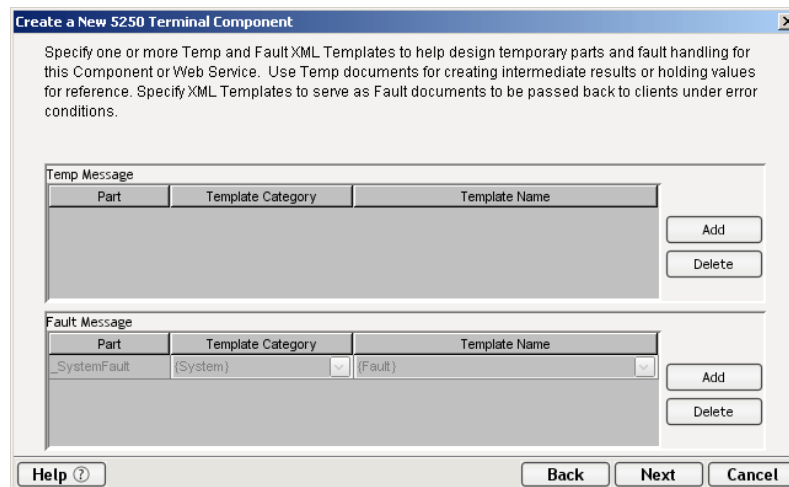 Create a New 5250 Terminal Component
Specify one or more Temp and Fault XML Templates to help design temporary parts and fault handling for
this Component or Web Service. Use Temp documents for creating intermediate results or holding values
for reference. Specify XML Templates to serve as Fault documents to be passed back to clients under error
conditions.
Temp Message
Part Template Category Template Name
Add
Delete
Fault Message
Part Template Category Template Name
_SystemFault {System} {Fault}
Add
Delete
Help ? Back Next Cancel